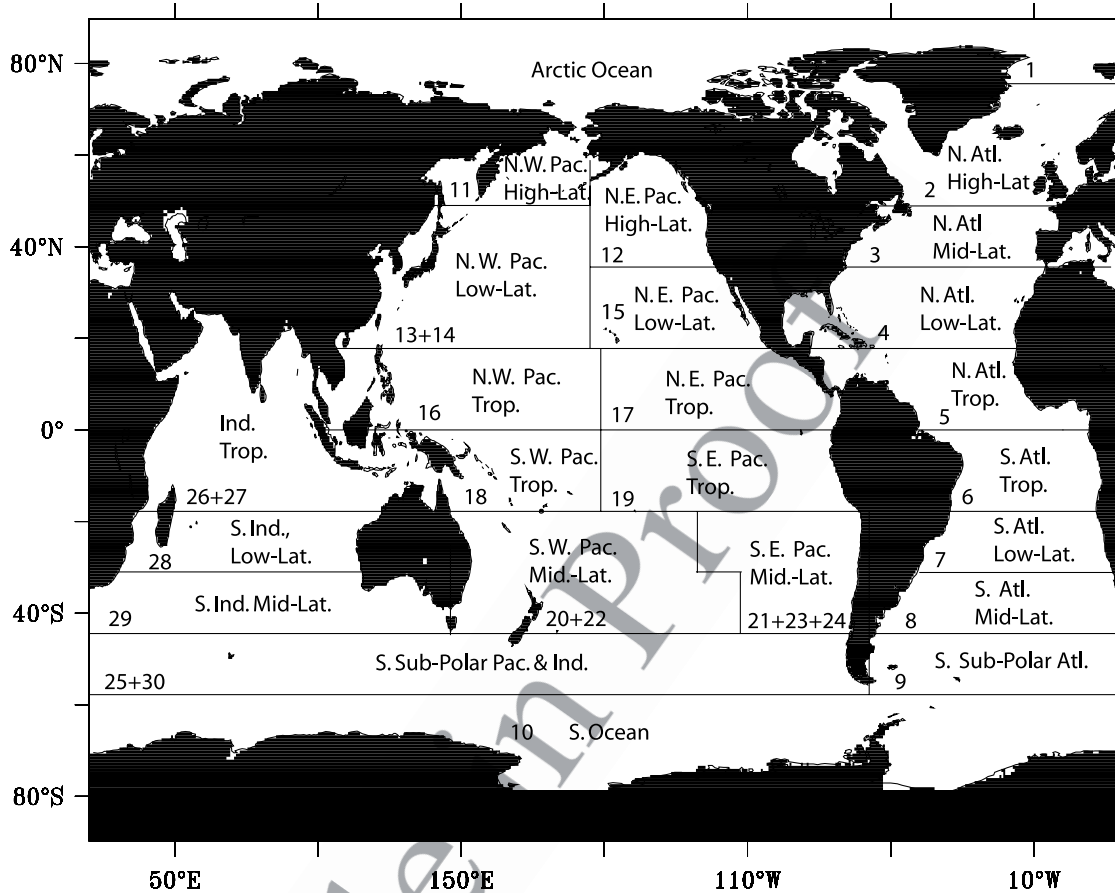 80°N
Arctic Ocean
1
N.W. Pac.
High-Lat.
11
N. Atl.
High-Lat
2
N.E. Pac.
High-Lat.
12
40°N
N. Atl
Mid-Lat.
3
N.W. Pac.
Low-Lat.
13+14
15
N.E. Pac.
Low-Lat.
N. Atl.
Low-Lat.
4
N.W. Pac.
Trop.
16
N.E. Pac.
Trop.
17
N. Atl.
Trop.
5
0°
Ind.
Trop.
26+27
S.W. Pac.
Trop.
18
S.E. Pac.
Trop.
19
S. Atl.
Trop.
6
S. Ind.,
Low-Lat.
28
S.W. Pac.
Mid.-Lat.
20+22
S.E. Pac.
Mid.-Lat.
21+23+24
S. Atl
Low-Lat.
7
40°S
S. Ind. Mid-Lat.
29
S. Atl.
Mid-Lat.
8
S. Sub-Polar Pac. & Ind.
25+30
S. Sub-Polar Atl.
9
10
S. Ocean
80°S
50°E
150°E
110°W
10°W
in Proof